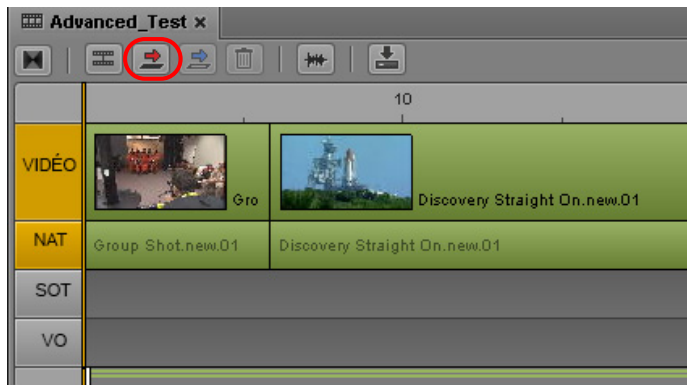 Advanced_Test ×
10
VIDÉO
Gro
Discovery Straight On.new.01
NAT
Group Shot.new.01
Discovery Straight On.new.01
SOT
VO